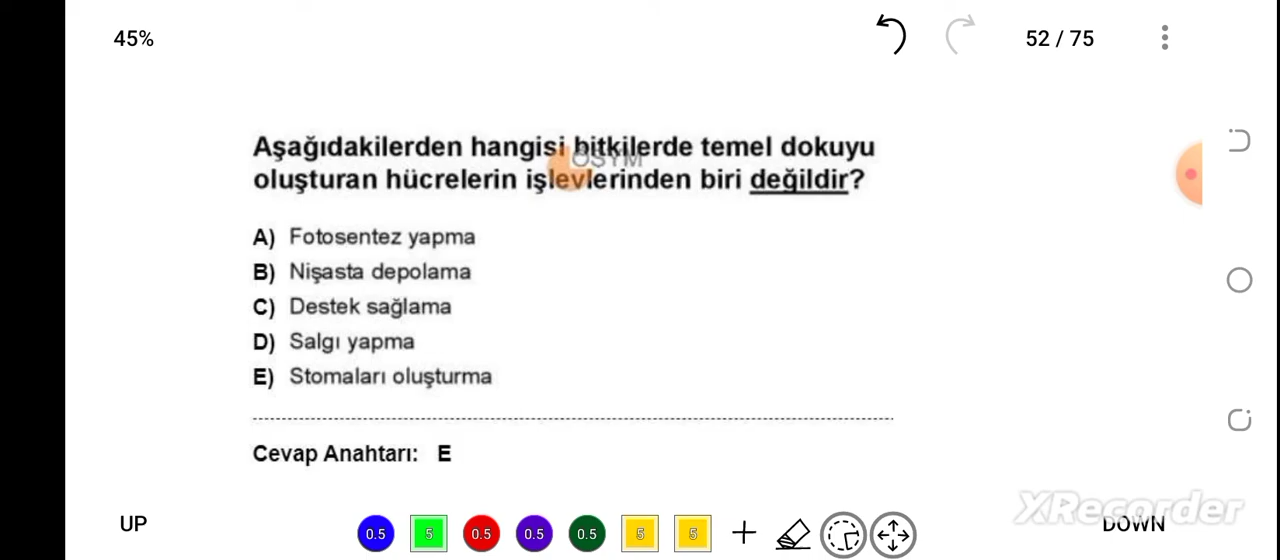 45%
52 / 75
Aşağıdakilerden hangisi bitkilerde temel dokuyu
ÖSYM
oluşturan hücrelerin işlevlerinden biri değildir?
A) Fotosentez yapma
B) Nişasta depolama
C) Destek sağlama
D) Salgı yapma
E) Stomaları oluşturma
Cevap Anahtarı: E
XRecorder
UP
0.5 5 0.5 0.5 0.5 5 5
DOWN